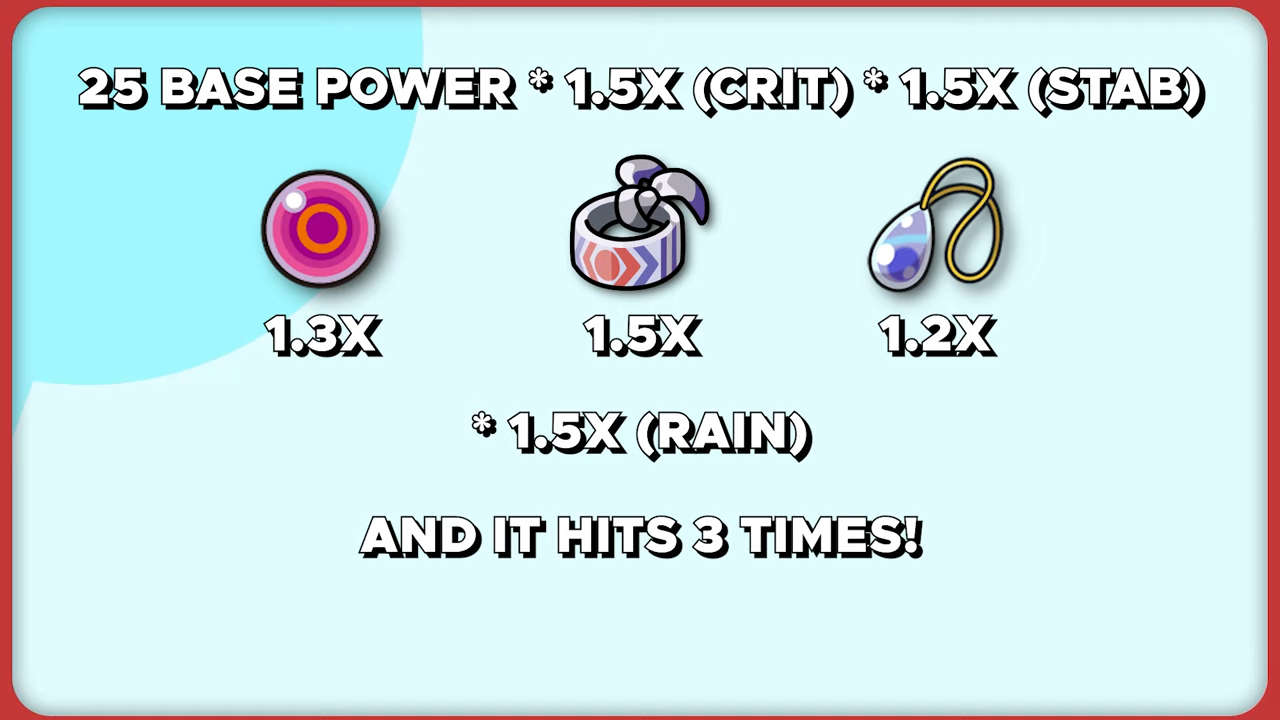 25 BASE POWER * 1.5X (CRIT) * 1.5X (STAB)
1.3X 1.5X 1.2X
* 1.5X (RAIN)
AND IT HITS 3 TIMES!